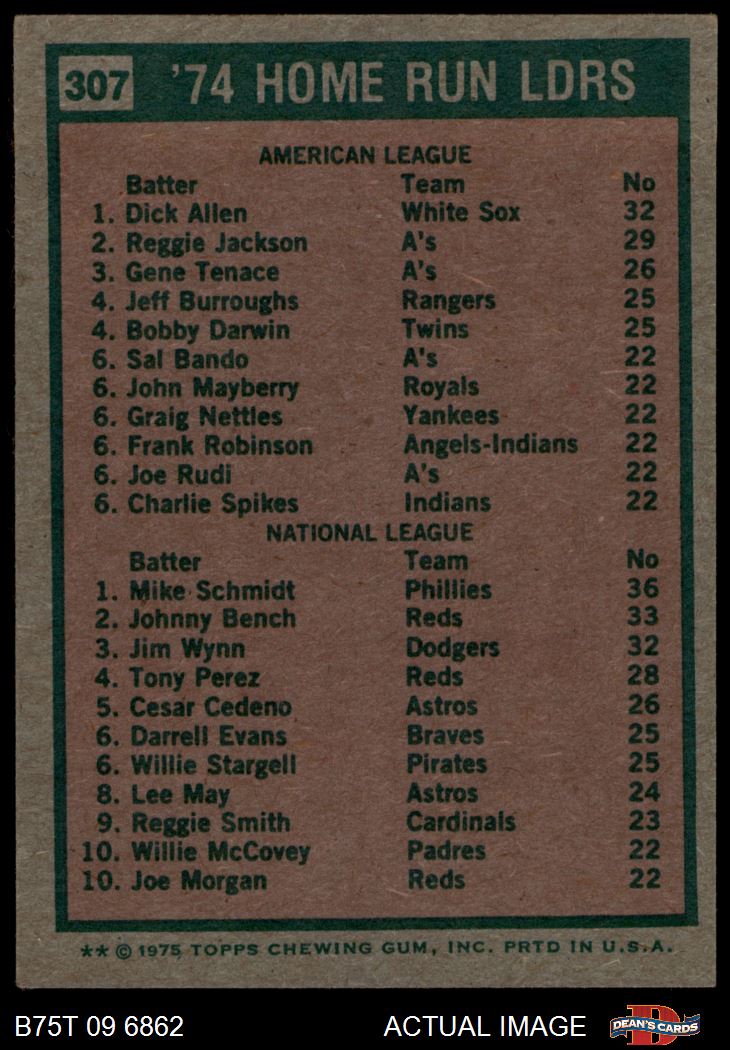 307 '74 HOME RUN LDRS
AMERICAN LEAGUE
Batter Team No
1. Dick Allen White Sox 32
2. Reggie Jackson A's 29
3. Gene Tenace A's 26
4. Jeff Burroughs Rangers 25
4. Bobby Darwin Twins 25
6. Sal Bando A's 22
6. John Mayberry Royals 22
6. Graig Nettles Yankees 22
6. Frank Robinson Angels-Indians 22
6. Joe Rudi A's 22
6. Charlie Spikes Indians 22
NATIONAL LEAGUE
Batter Team No
1. Mike Schmidt Phillies 36
2. Johnny Bench Reds 33
3. Jim Wynn Dodgers 32
4. Tony Perez Reds 28
5. Cesar Cedeno Astros 26
6. Darrell Evans Braves 25
6. Willie Stargell Pirates 25
8. Lee May Astros 24
9. Reggie Smith Cardinals 23
10. Willie McCovey Padres 22
10. Joe Morgan Reds 22
** © 1975 TOPPS CHEWING GUM, INC. PRTD IN U.S.A.
B75T 09 6862 ACTUAL IMAGE D DEAN'S CARDS